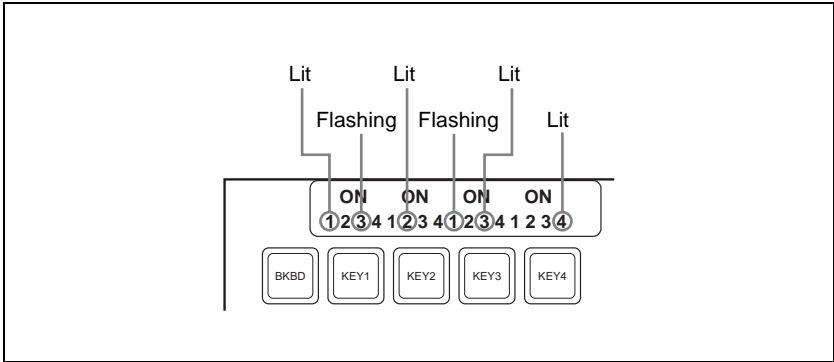 Lit Lit Lit
Flashing Flashing Lit
ON ON ON ON
1 2 3 4 1 2 3 4 1 2 3 4 1 2 3 4
BKBD KEY1 KEY2 KEY3 KEY4